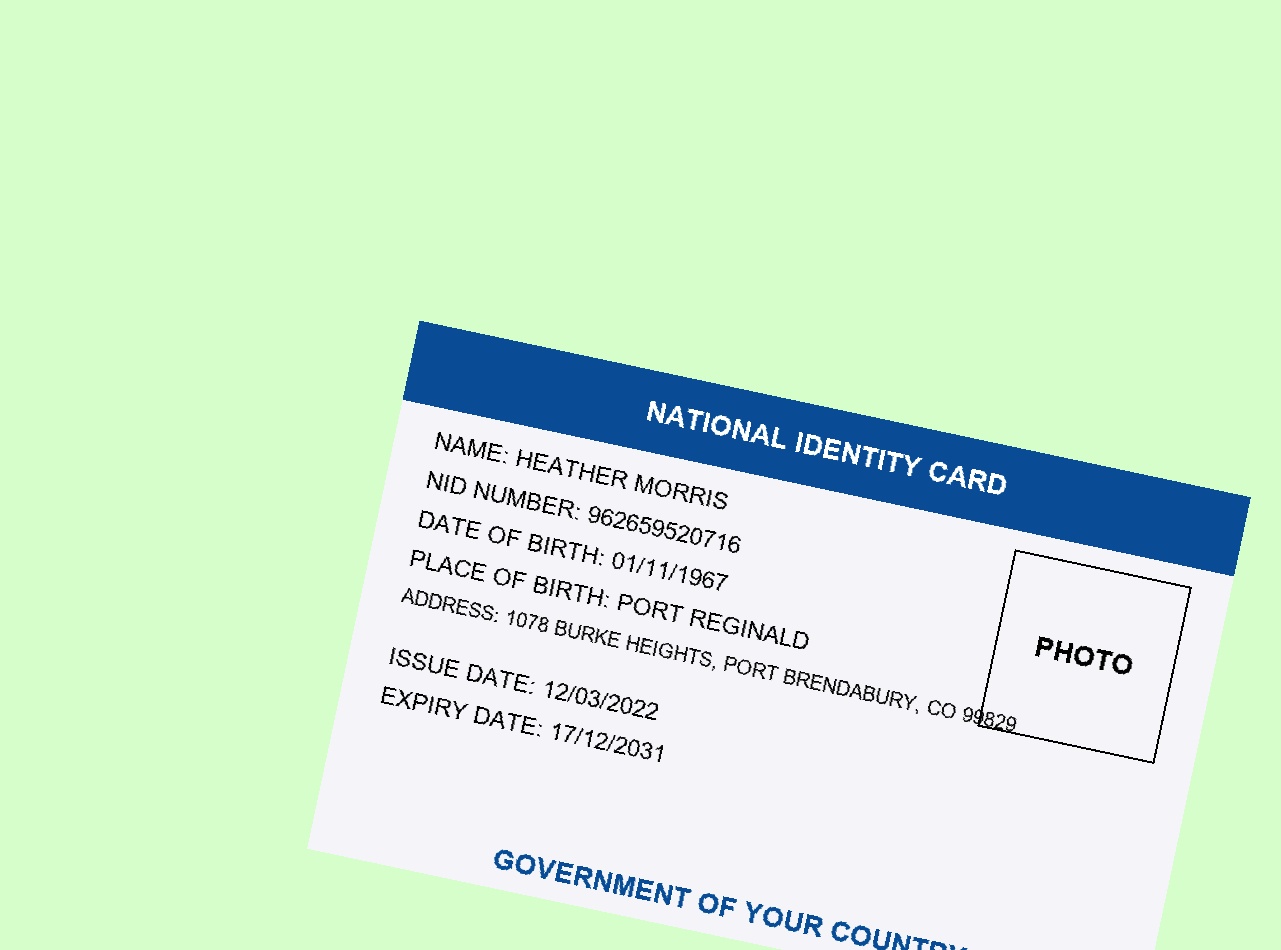 NATIONAL IDENTITY CARD
NAME: HEATHER MORRIS
NID NUMBER: 962659520716
DATE OF BIRTH: 01/11/1967
PLACE OF BIRTH: PORT REGINALD
ADDRESS: 1078 BURKE HEIGHTS, PORT BRENDABURY, CO 99829
PHOTO
ISSUE DATE: 12/03/2022
EXPIRY DATE: 17/12/2031
GOVERNMENT OF YOUR COUNTRY